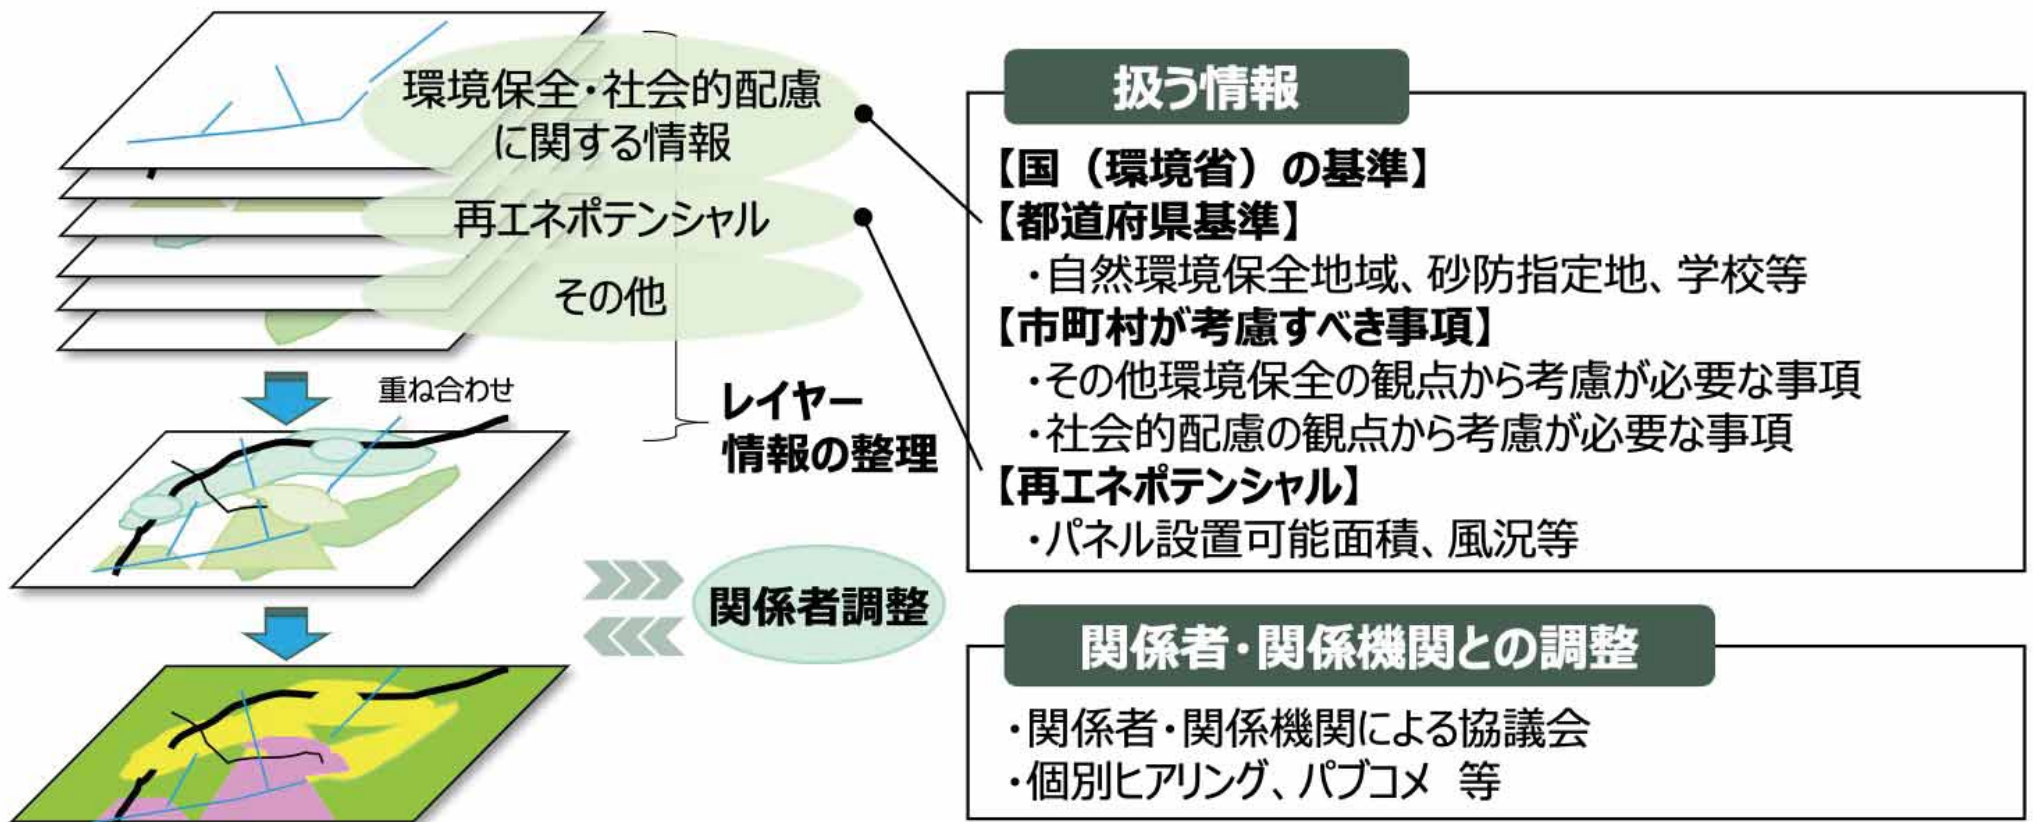 環境保全・社会的配慮
に関する情報
再エネポテンシャル
その他
重ね合わせ
レイヤー
情報の整理
関係者調整
扱う情報
【国（環境省）の基準】
【都道府県基準】
・自然環境保全地域、砂防指定地、学校等
【市町村が考慮すべき事項】
・その他環境保全の観点から考慮が必要な事項
・社会的配慮の観点から考慮が必要な事項
【再エネポテンシャル】
・パネル設置可能面積、風況等
関係者・関係機関との調整
・関係者・関係機関による協議会
・個別ヒアリング、パブコメ 等